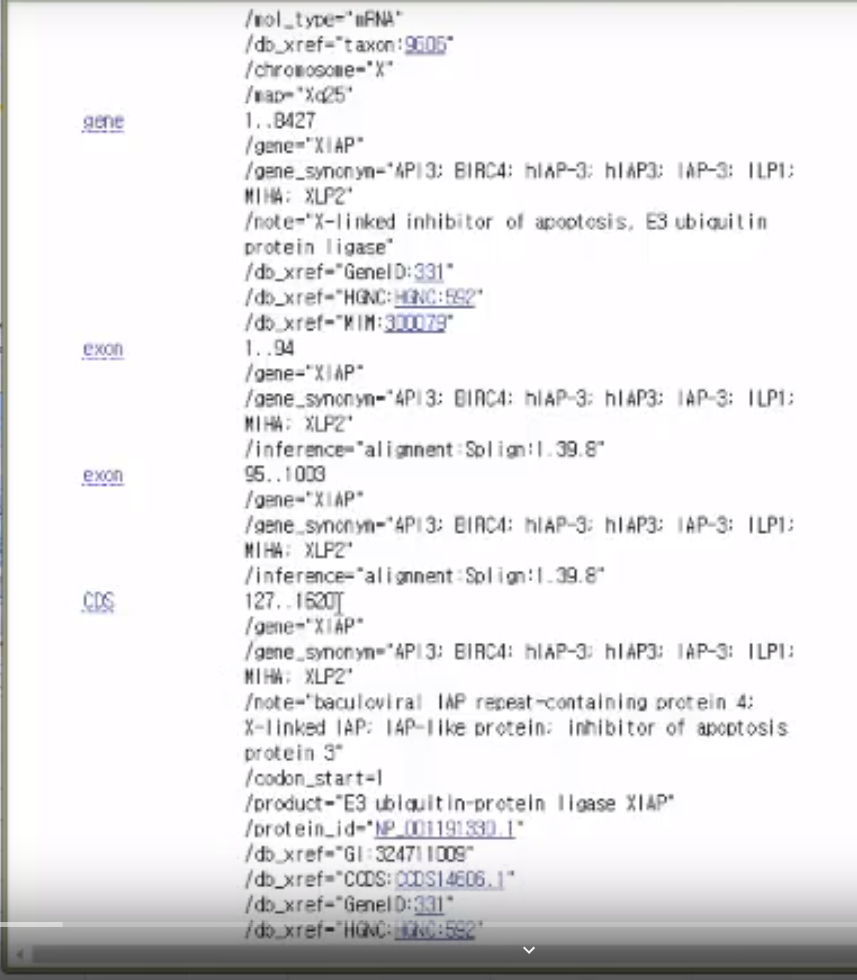 /mol_type="mRNA"
/db_xref="taxon:9606"
/chromosome="X"
/map="Xq25"
gene 1..8427
/gene="XIAP"
/gene_synonym="API3; BIRC4; hIAP-3; hIAP3; IAP-3; ILP1;
MIHA; XLP2"
/note="X-linked inhibitor of apoptosis, E3 ubiquitin
protein ligase"
/db_xref="GeneID:331"
/db_xref="HGNC:HGNC:592"
/db_xref="MIM:300079"
exon 1..94
/gene="XIAP"
/gene_synonym="API3; BIRC4; hIAP-3; hIAP3; IAP-3; ILP1;
MIHA; XLP2"
/inference="alignment:Splign:1.39.8"
exon 95..1003
/gene="XIAP"
/gene_synonym="API3; BIRC4; hIAP-3; hIAP3; IAP-3; ILP1;
MIHA; XLP2"
/inference="alignment:Splign:1.39.8"
CDS 127..1620
/gene="XIAP"
/gene_synonym="API3; BIRC4; hIAP-3; hIAP3; IAP-3; ILP1;
MIHA; XLP2"
/note="baculoviral IAP repeat-containing protein 4;
X-linked IAP; IAP-like protein; inhibitor of apoptosis
protein 3"
/codon_start=1
/product="E3 ubiquitin-protein ligase XIAP"
/protein_id="NP_001191330.1"
/db_xref="GI:324711009"
/db_xref="CCDS:CCDS14606.1"
/db_xref="GeneID:331"
/db_xref="HGNC:HGNC:592"